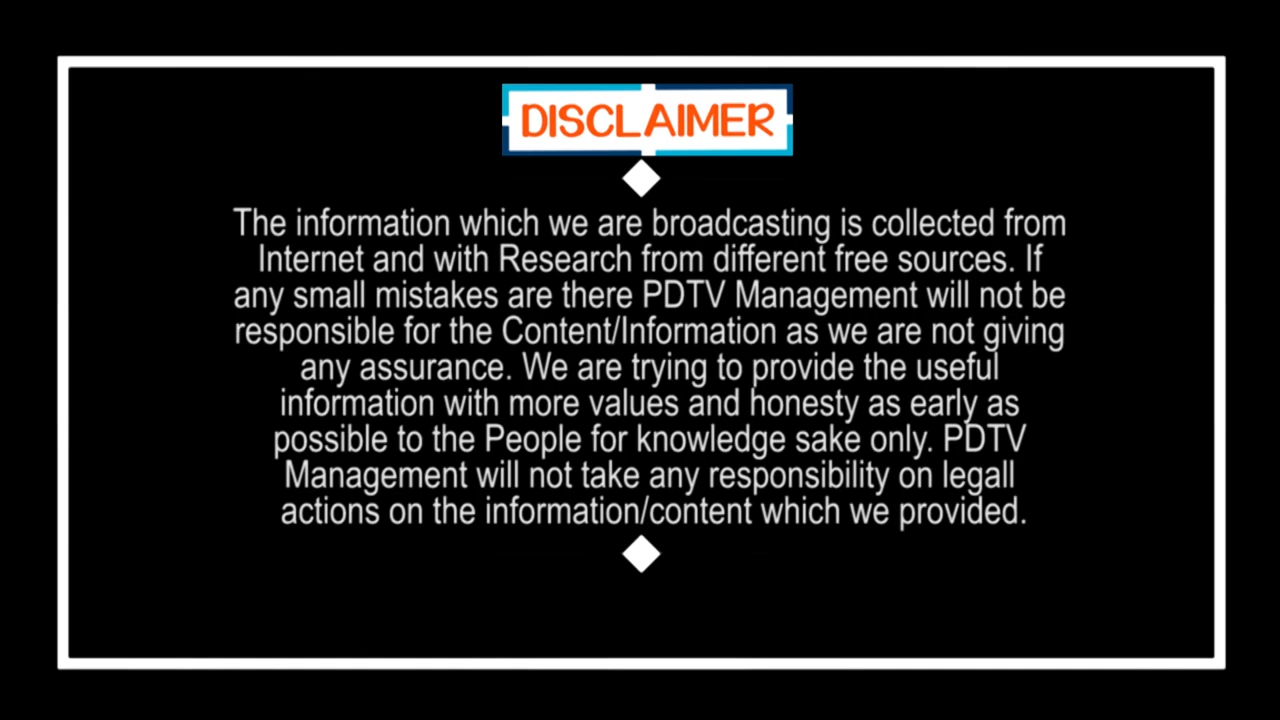 DISCLAIMER
The information which we are broadcasting is collected from
Internet and with Research from different free sources. If
any small mistakes are there PDTV Management will not be
responsible for the Content/Information as we are not giving
any assurance. We are trying to provide the useful
information with more values and honesty as early as
possible to the People for knowledge sake only. PDTV
Management will not take any responsibility on legall
actions on the information/content which we provided.